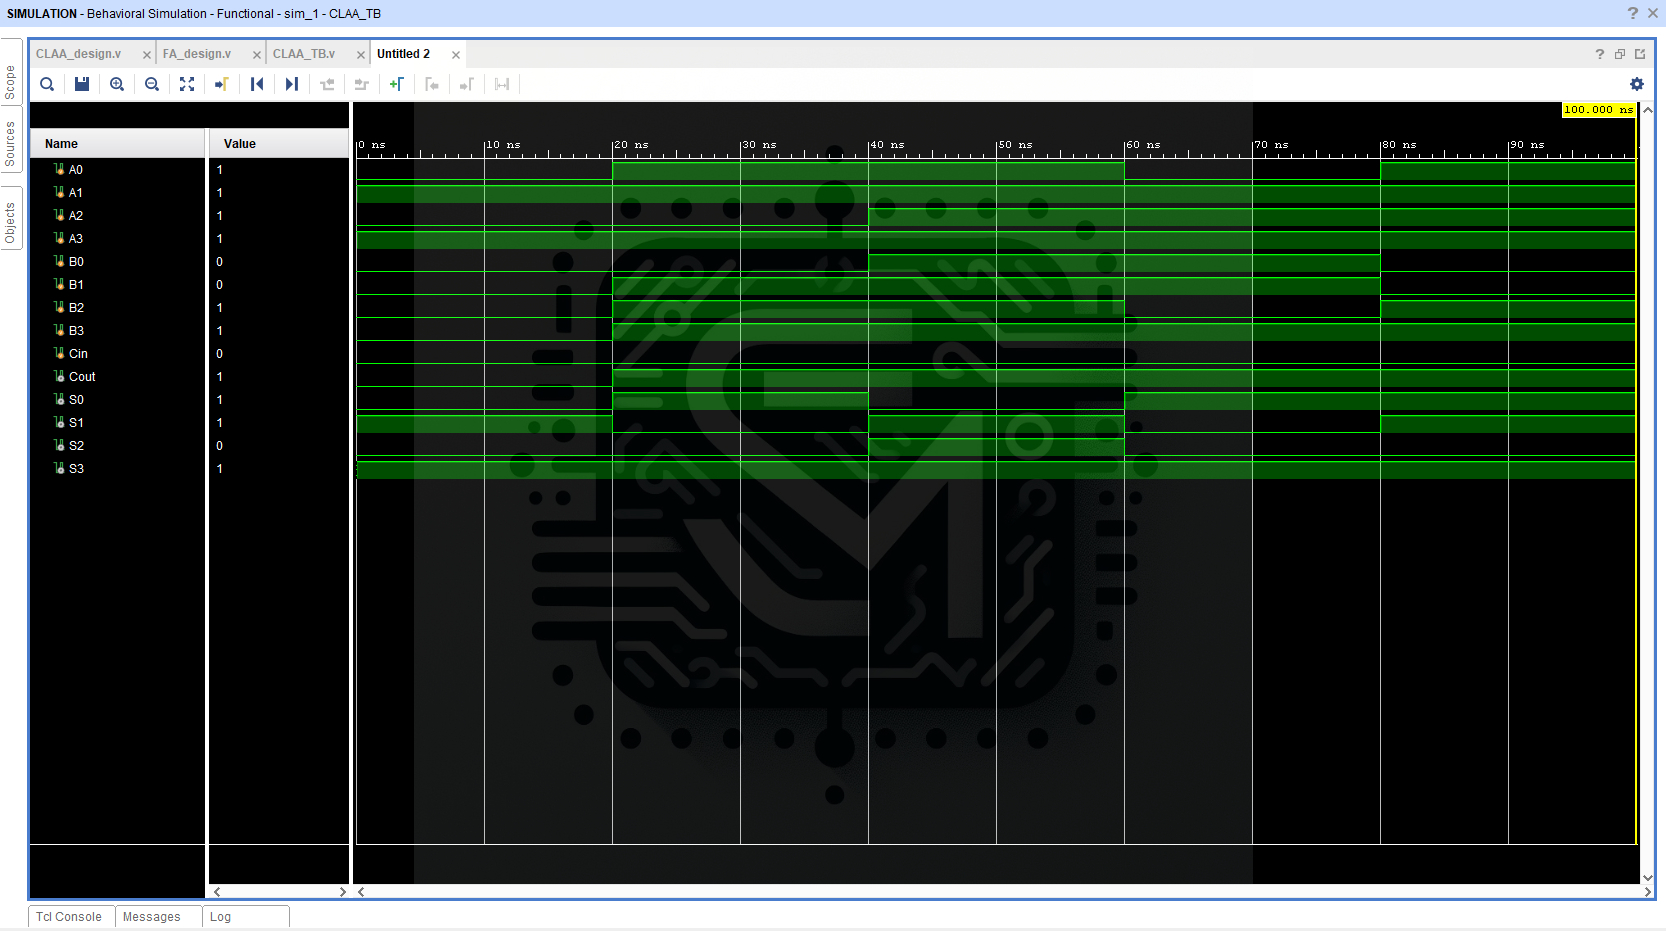 SIMULATION - Behavioral Simulation - Functional - sim_1 - CLAA_TB
CLAA_design.v
FA_design.v
CLAA_TB.v
Untitled 2
Scope
Sources
Objects
100.000 ns
Name Value
0 ns 10 ns 20 ns 30 ns 40 ns 50 ns 60 ns 70 ns 80 ns 90 ns
A0 1
A1 1
A2 1
A3 1
B0 0
B1 0
B2 1
B3 1
Cin 0
Cout 1
S0 1
S1 1
S2 0
S3 1
Tcl Console Messages Log